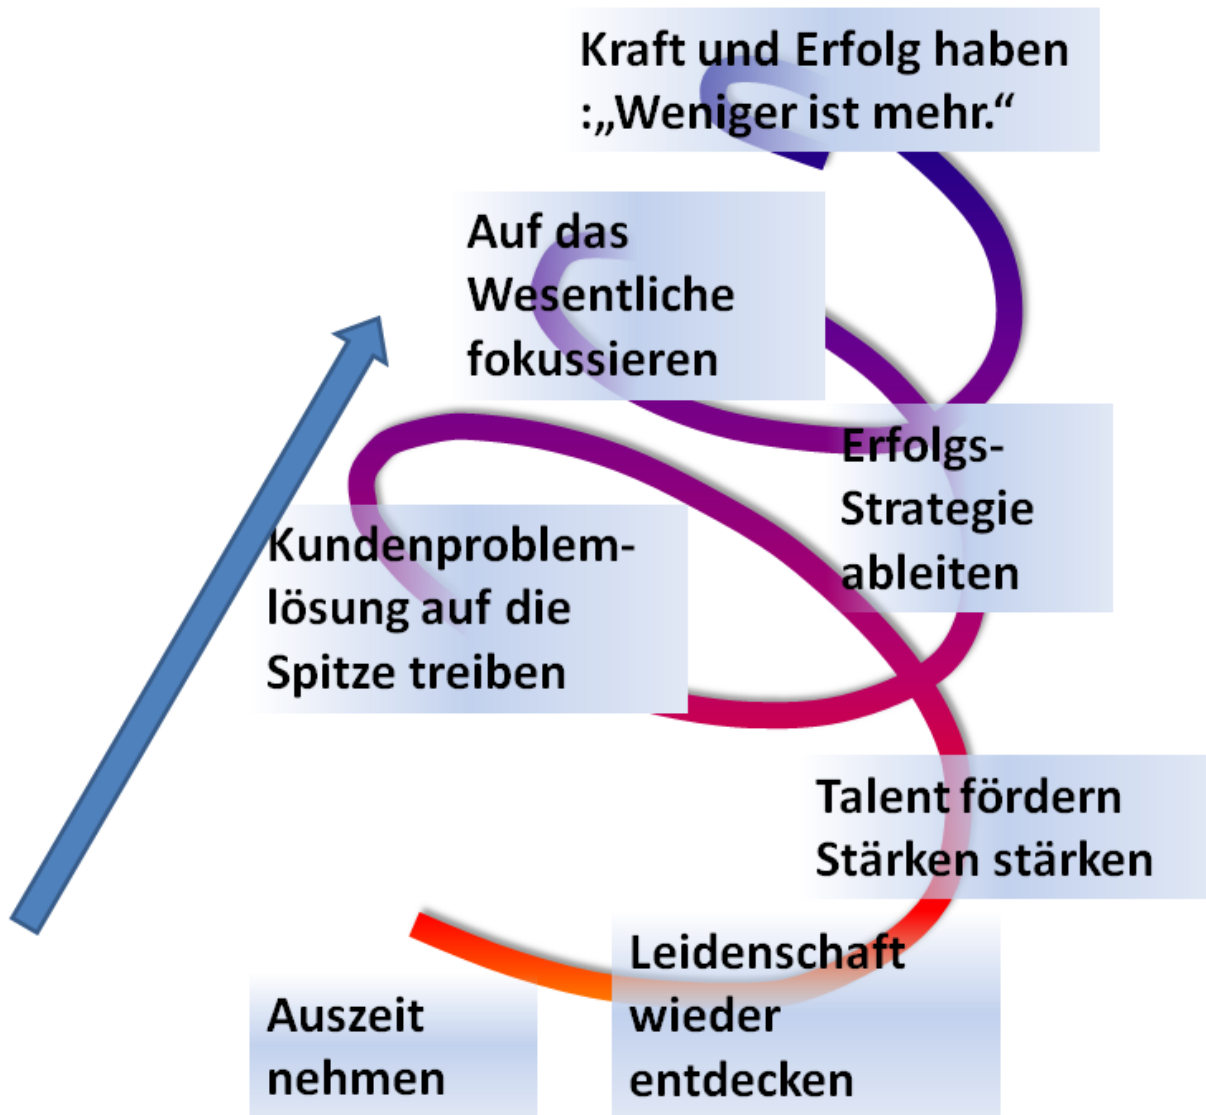 Kraft und Erfolg haben
:„Weniger ist mehr.“
Auf das
Wesentliche
fokussieren
Erfolgs-
Strategie
ableiten
Kundenproblem-
lösung auf die
Spitze treiben
Talent fördern
Stärken stärken
Leidenschaft
wieder
entdecken
Auszeit
nehmen